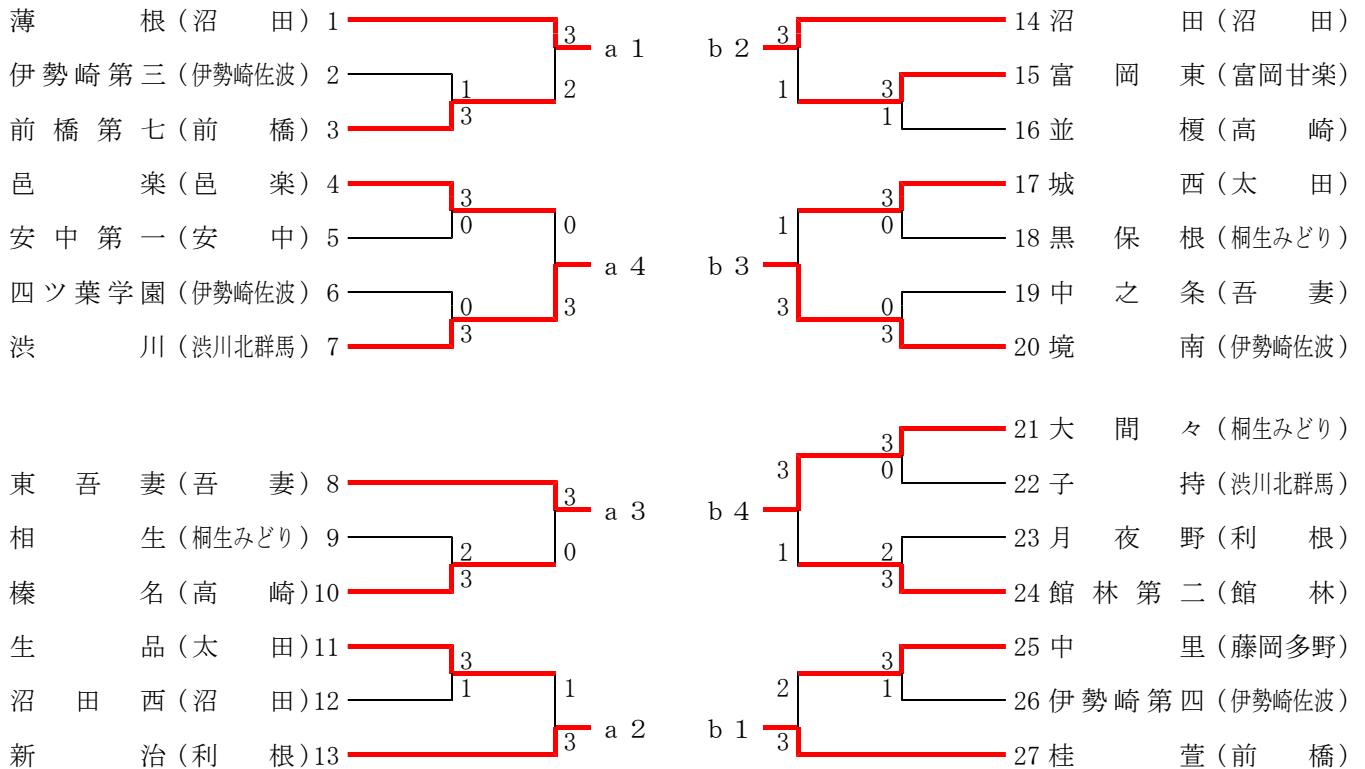 薄根(沼田) 1
3
a 1
伊勢崎第三(伊勢崎佐波) 2
1
2
前橋第七(前橋) 3
3
邑楽(邑楽) 4
3
0
安中第一(安中) 5
0
a 4
四ツ葉学園(伊勢崎佐波) 6
0
3
渋川(渋川北群馬) 7
3
東吾妻(吾妻) 8
3
a 3
相生(桐生みどり) 9
2
0
榛名(高崎)10
3
生品(太田)11
3
1
沼田西(沼田)12
1
a 2
新治(利根)13
3
b 2
3
14 沼田(沼田)
1
3
15 富岡東(富岡甘楽)
1
16 並榎(高崎)
3
17 城西(太田)
1
0
18 黒保根(桐生みどり)
b 3
3
0
19 中之条(吾妻)
3
20 境南(伊勢崎佐波)
3
21 大間々(桐生みどり)
3
0
22 子持(渋川北群馬)
b 4
1
2
23 月夜野(利根)
3
24 館林第二(館林)
3
25 中里(藤岡多野)
2
1
26 伊勢崎第四(伊勢崎佐波)
b 1
3
27 桂萱(前橋)